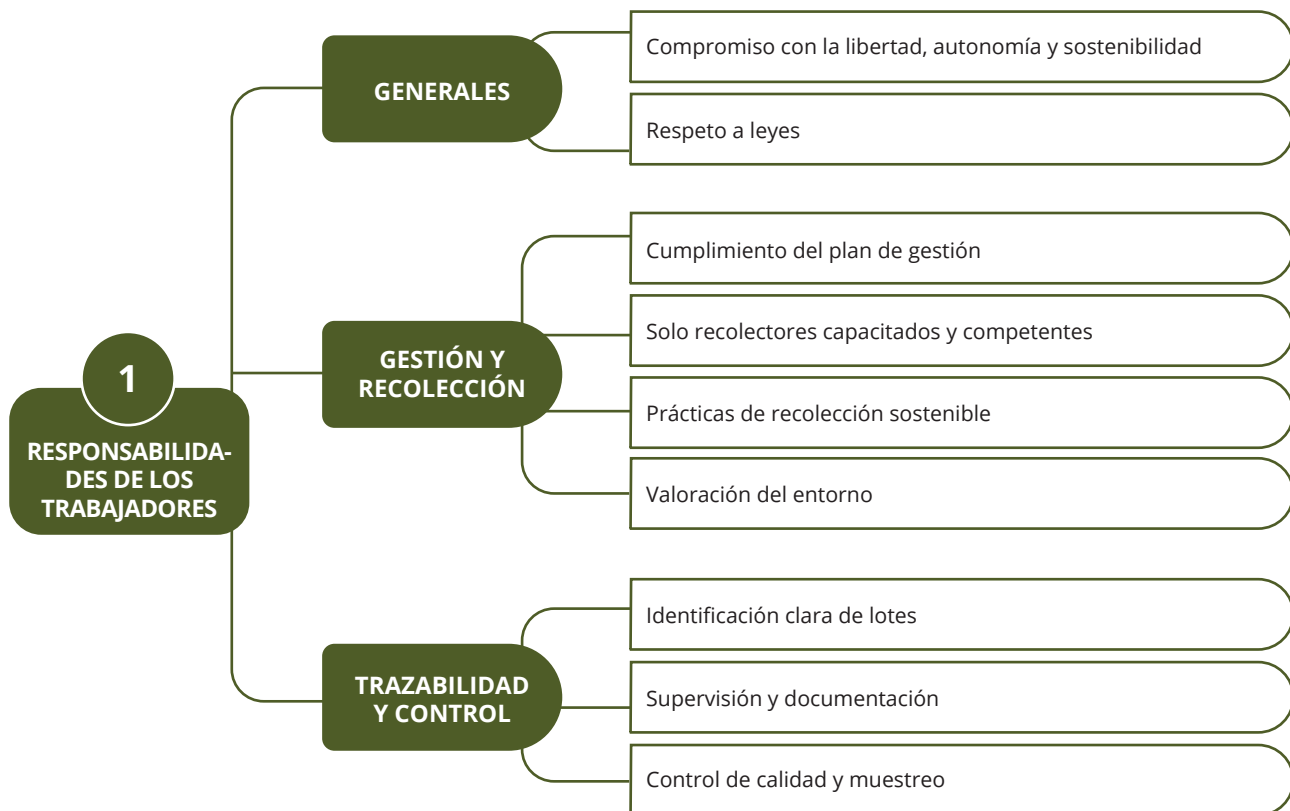 1
RESPONSABILIDA-
DES DE LOS
TRABAJADORES
GENERALES
Compromiso con la libertad, autonomía y sostenibilidad
Respeto a leyes
GESTIÓN Y
RECOLECCIÓN
Cumplimiento del plan de gestión
Solo recolectores capacitados y competentes
Prácticas de recolección sostenible
Valoración del entorno
TRAZABILIDAD
Y CONTROL
Identificación clara de lotes
Supervisión y documentación
Control de calidad y muestreo